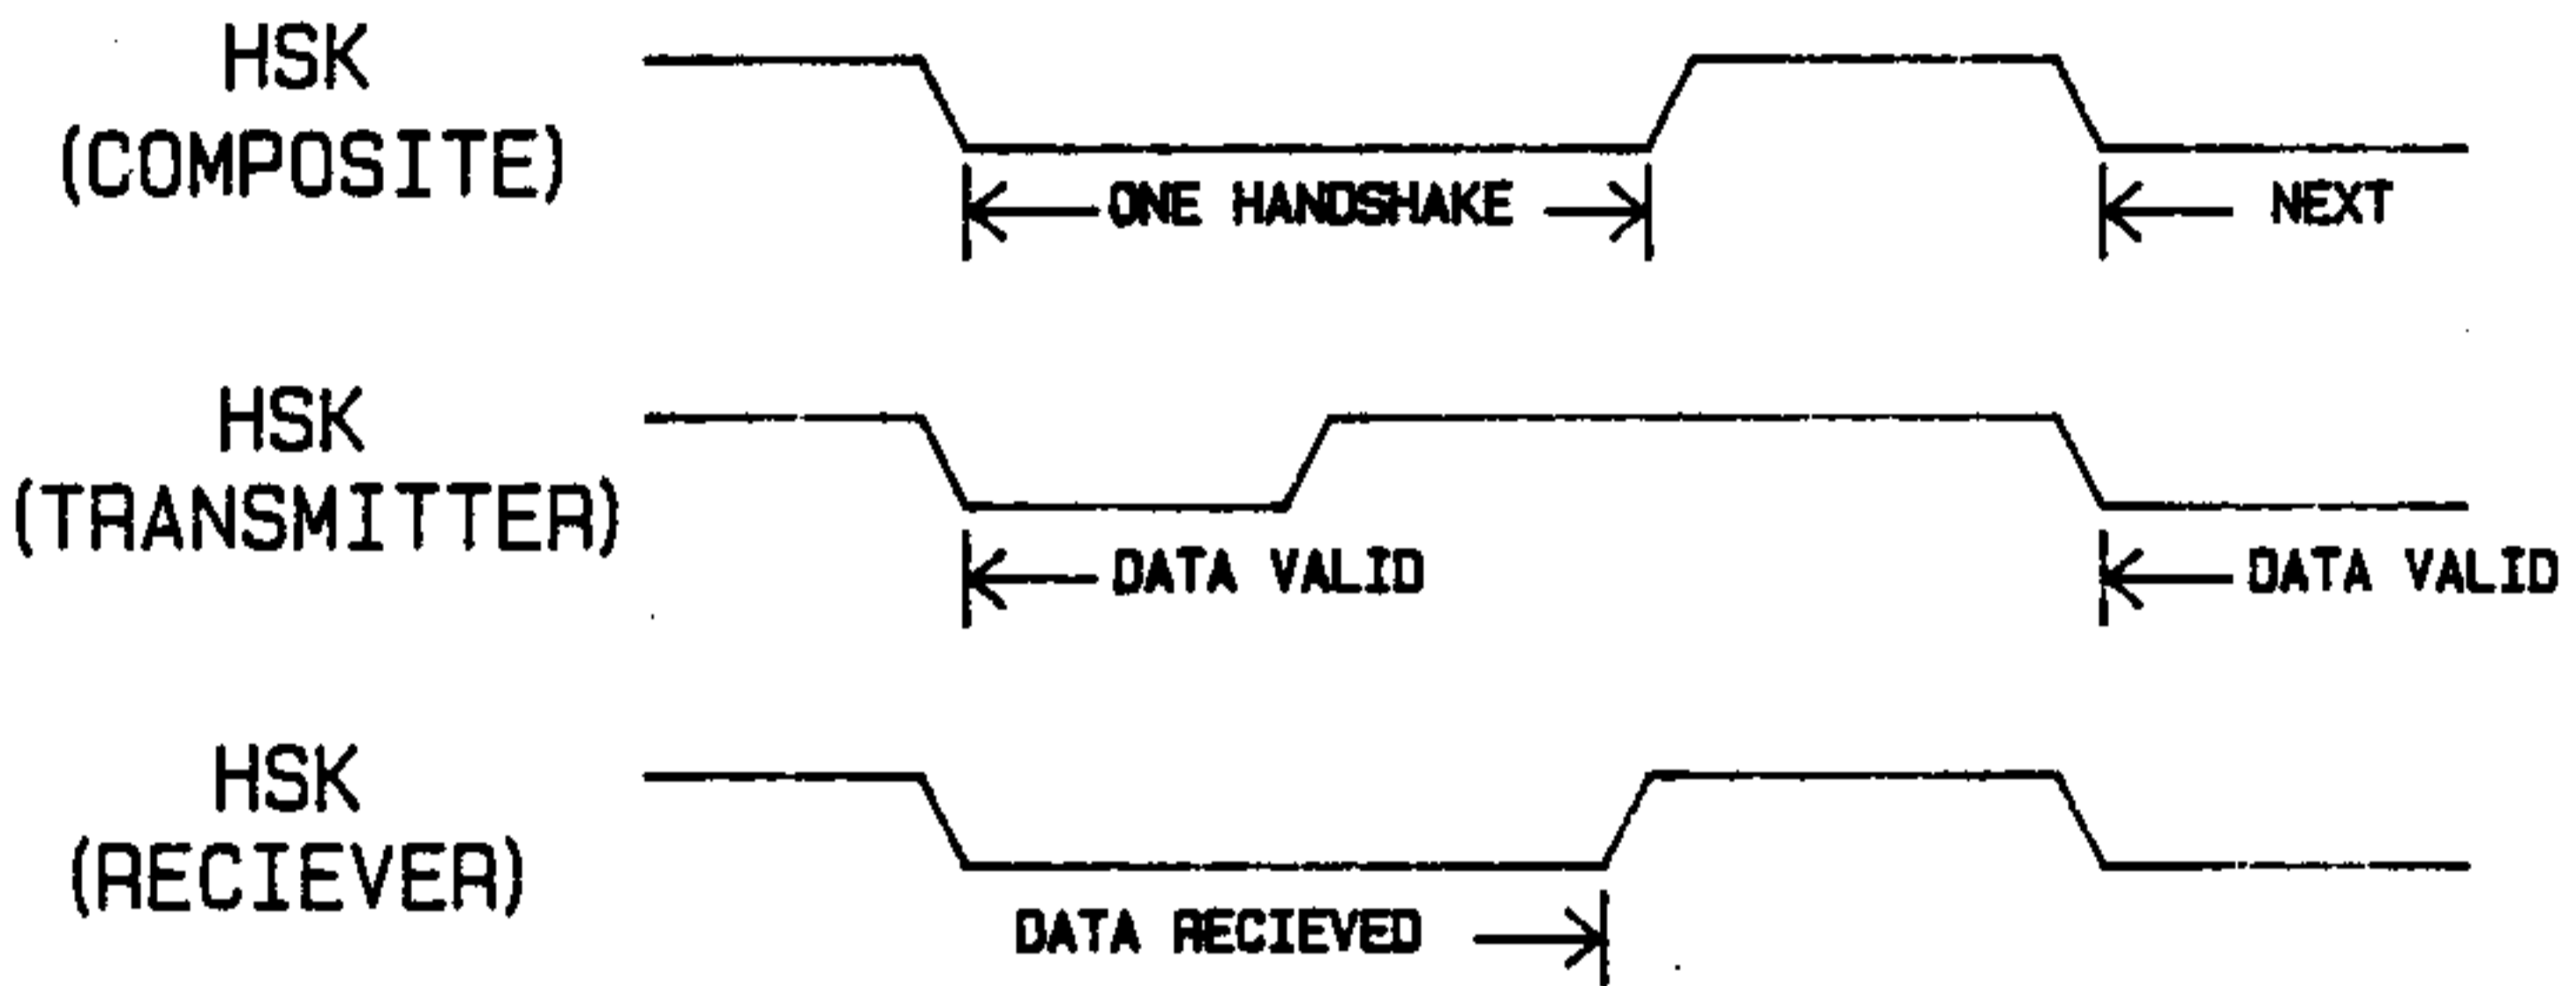 HSK
(COMPOSITE)
ONE HANDSHAKE
NEXT
HSK
(TRANSMITTER)
DATA VALID
DATA VALID
HSK
(RECIEVER)
DATA RECIEVED